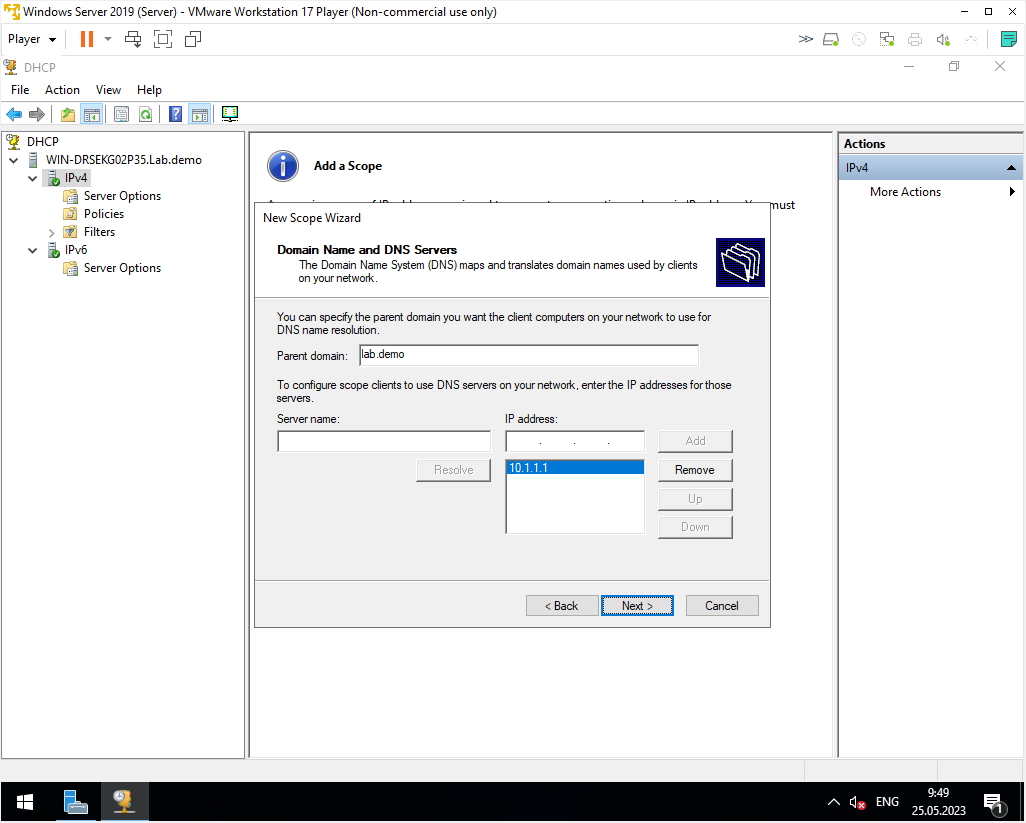 Windows Server 2019 (Server) - VMware Workstation 17 Player (Non-commercial use only)
Player
DHCP
File Action View Help
DHCP
WIN-DRSEKG02P35.Lab.demo
IPv4
Server Options
Policies
Filters
IPv6
Server Options
Add a Scope
must
New Scope Wizard
Domain Name and DNS Servers
The Domain Name System (DNS) maps and translates domain names used by clients
on your network.
You can specify the parent domain you want the client computers on your network to use for
DNS name resolution.
Parent domain: lab.demo
To configure scope clients to use DNS servers on your network, enter the IP addresses for those
servers.
Server name: IP address:
. . . Add
Resolve 10.1.1.1 Remove
Up
Down
< Back Next > Cancel
Actions
IPv4
More Actions
ENG 9:49
25.05.2023
1